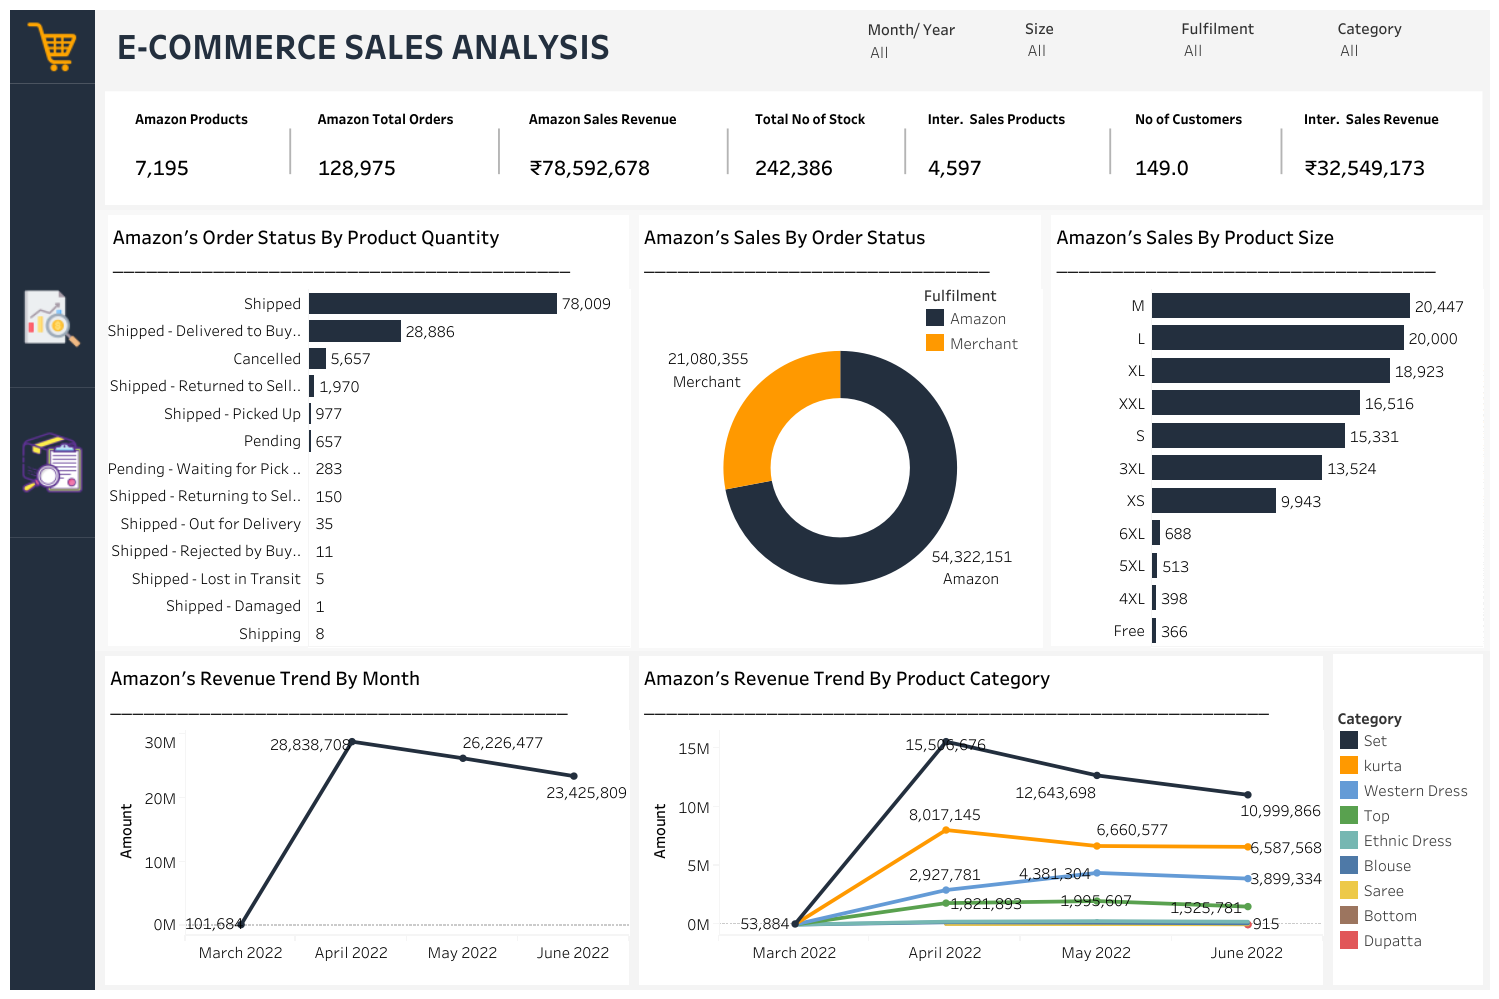 E-COMMERCE SALES ANALYSIS
Month/ Year
All
Size
All
Fulfilment
All
Category
All
Amazon Products
7,195
Amazon Total Orders
128,975
Amazon Sales Revenue
₹78,592,678
Total No of Stock
242,386
Inter. Sales Products
4,597
No of Customers
149.0
Inter. Sales Revenue
₹32,549,173
Amazon's Order Status By Product Quantity
Shipped 78,009
Shipped - Delivered to Buy.. 28,886
Cancelled 5,657
Shipped - Returned to Sell.. 1,970
Shipped - Picked Up 977
Pending 657
Pending - Waiting for Pick .. 283
Shipped - Returning to Sel.. 150
Shipped - Out for Delivery 35
Shipped - Rejected by Buy.. 11
Shipped - Lost in Transit 5
Shipped - Damaged 1
Shipping 8
Amazon's Sales By Order Status
Fulfilment
Amazon
Merchant
21,080,355
Merchant
54,322,151
Amazon
Amazon's Sales By Product Size
M 20,447
L 20,000
XL 18,923
XXL 16,516
S 15,331
3XL 13,524
XS 9,943
6XL 688
5XL 513
4XL 398
Free 366
Amazon's Revenue Trend By Month
Amount
30M
20M
10M
0M
28,838,708
26,226,477
23,425,809
101,684
March 2022 April 2022 May 2022 June 2022
Amazon's Revenue Trend By Product Category
Amount
15M
10M
5M
0M
15,506,676
12,643,698
10,999,866
8,017,145
6,660,577
6,587,568
2,927,781
4,381,304
3,899,334
1,821,893
1,995,607
1,525,781
53,884
915
March 2022 April 2022 May 2022 June 2022
Category
Set
kurta
Western Dress
Top
Ethnic Dress
Blouse
Saree
Bottom
Dupatta